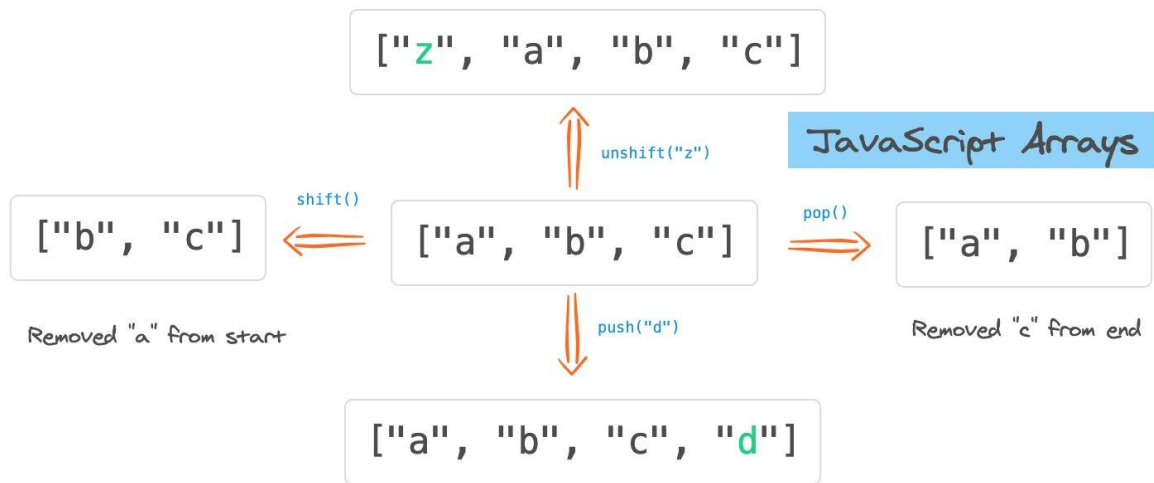 ["z", "a", "b", "c"]
JavaScript Arrays
unshift("z")
shift()
pop()
["b", "c"]
["a", "b", "c"]
["a", "b"]
Removed "a" from start
push("d")
Removed "c" from end
["a", "b", "c", "d"]